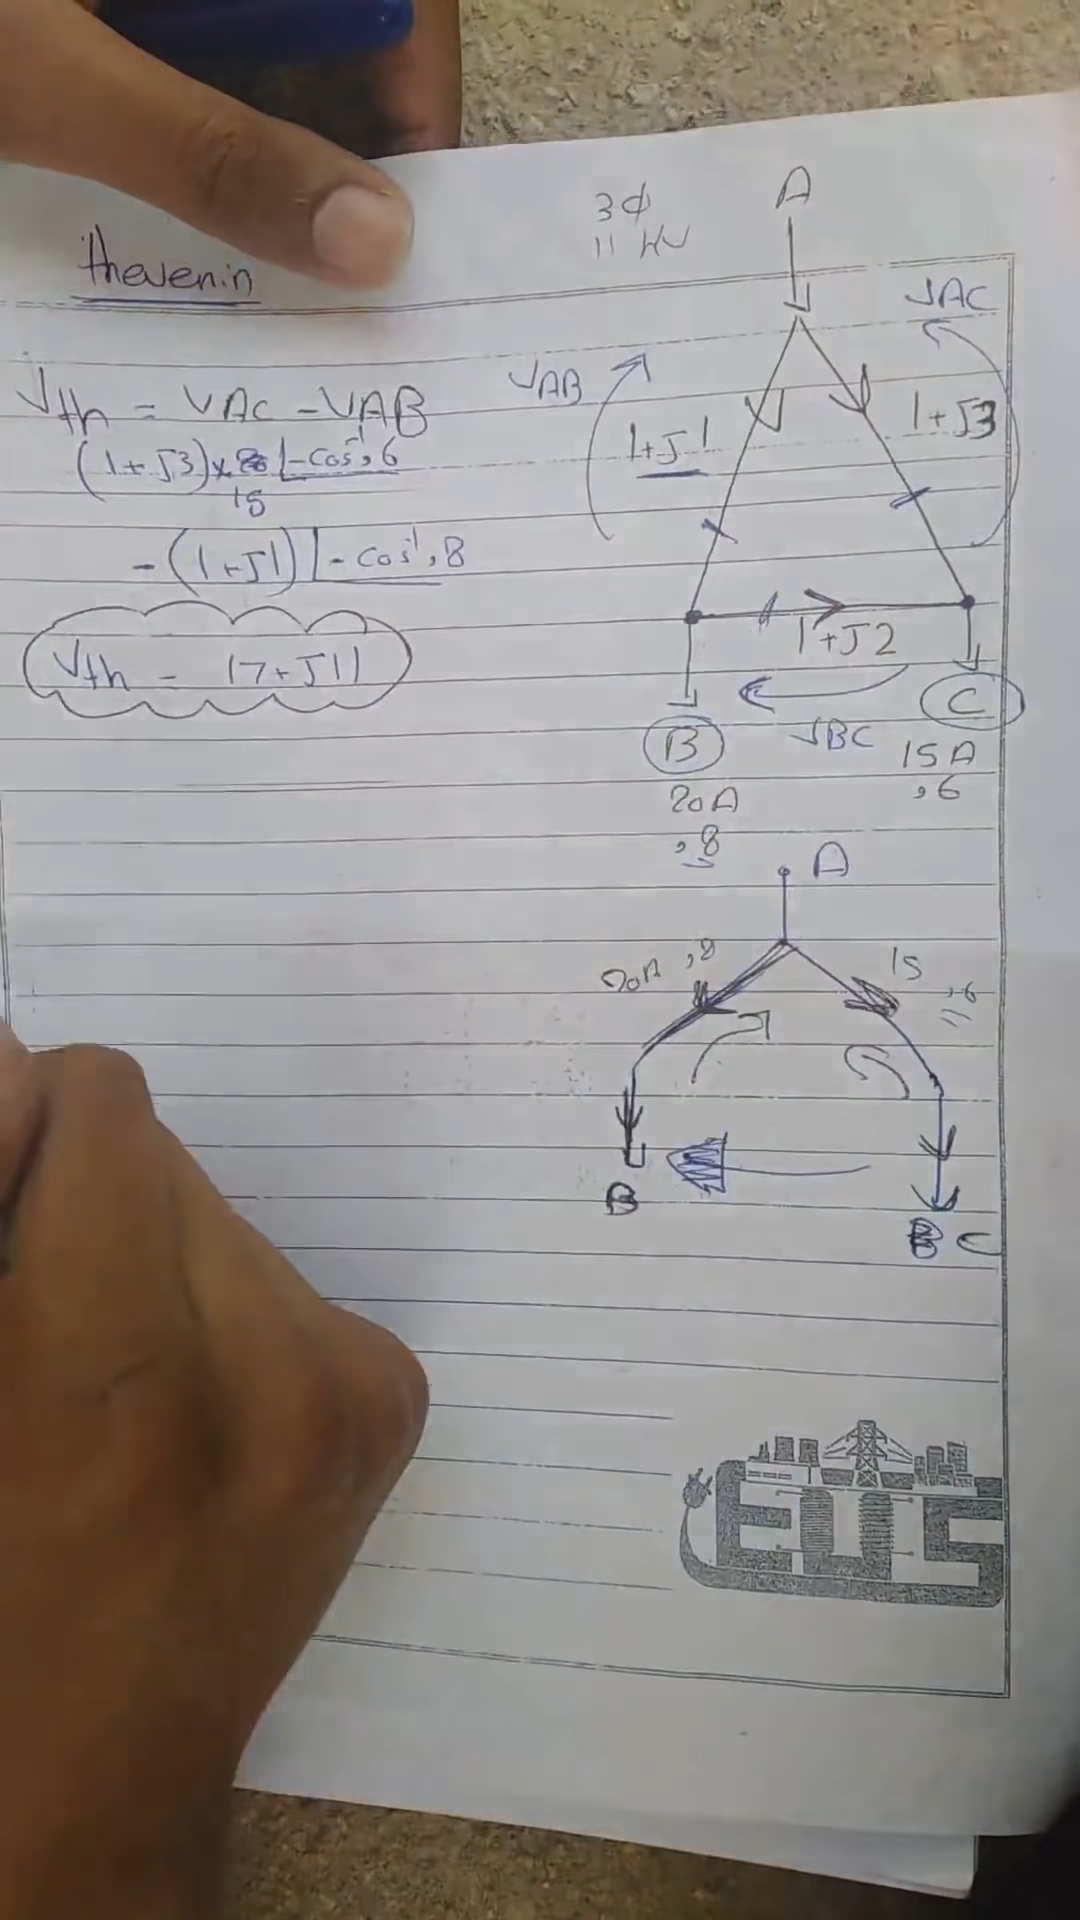 3Φ
11 kV
A
thevenin
VAC
Vth = VAC - VAB
VAB
(1+J3)× 15 |-cos⁻¹,6
1+J1
1+J3
-(1+J1) |-cos⁻¹,8
Vth = 17+J11
1+J2
B
VBC
C
20A
,8
15A
,6
A
20A ,8
15
,6
B
C
EUS